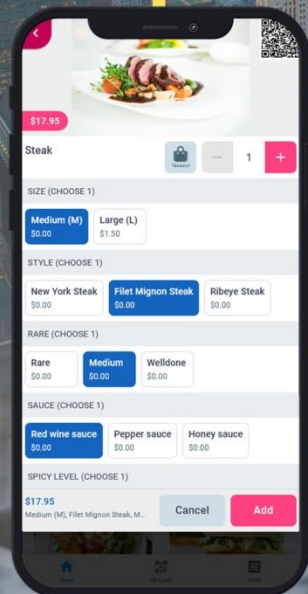 $17.95
Steak
Takeout
1
SIZE (CHOOSE 1)
Medium (M) Large (L)
$0.00 $1.50
STYLE (CHOOSE 1)
New York Steak Filet Mignon Steak Ribeye Steak
$0.00 $0.00 $0.00
RARE (CHOOSE 1)
Rare Medium Welldone
$0.00 $0.00 $0.00
SAUCE (CHOOSE 1)
Red wine sauce Pepper sauce Honey sauce
$0.00 $0.00 $0.00
SPICY LEVEL (CHOOSE 1)
$17.95
Medium (M), Filet Mignon Steak, M...
Cancel Add